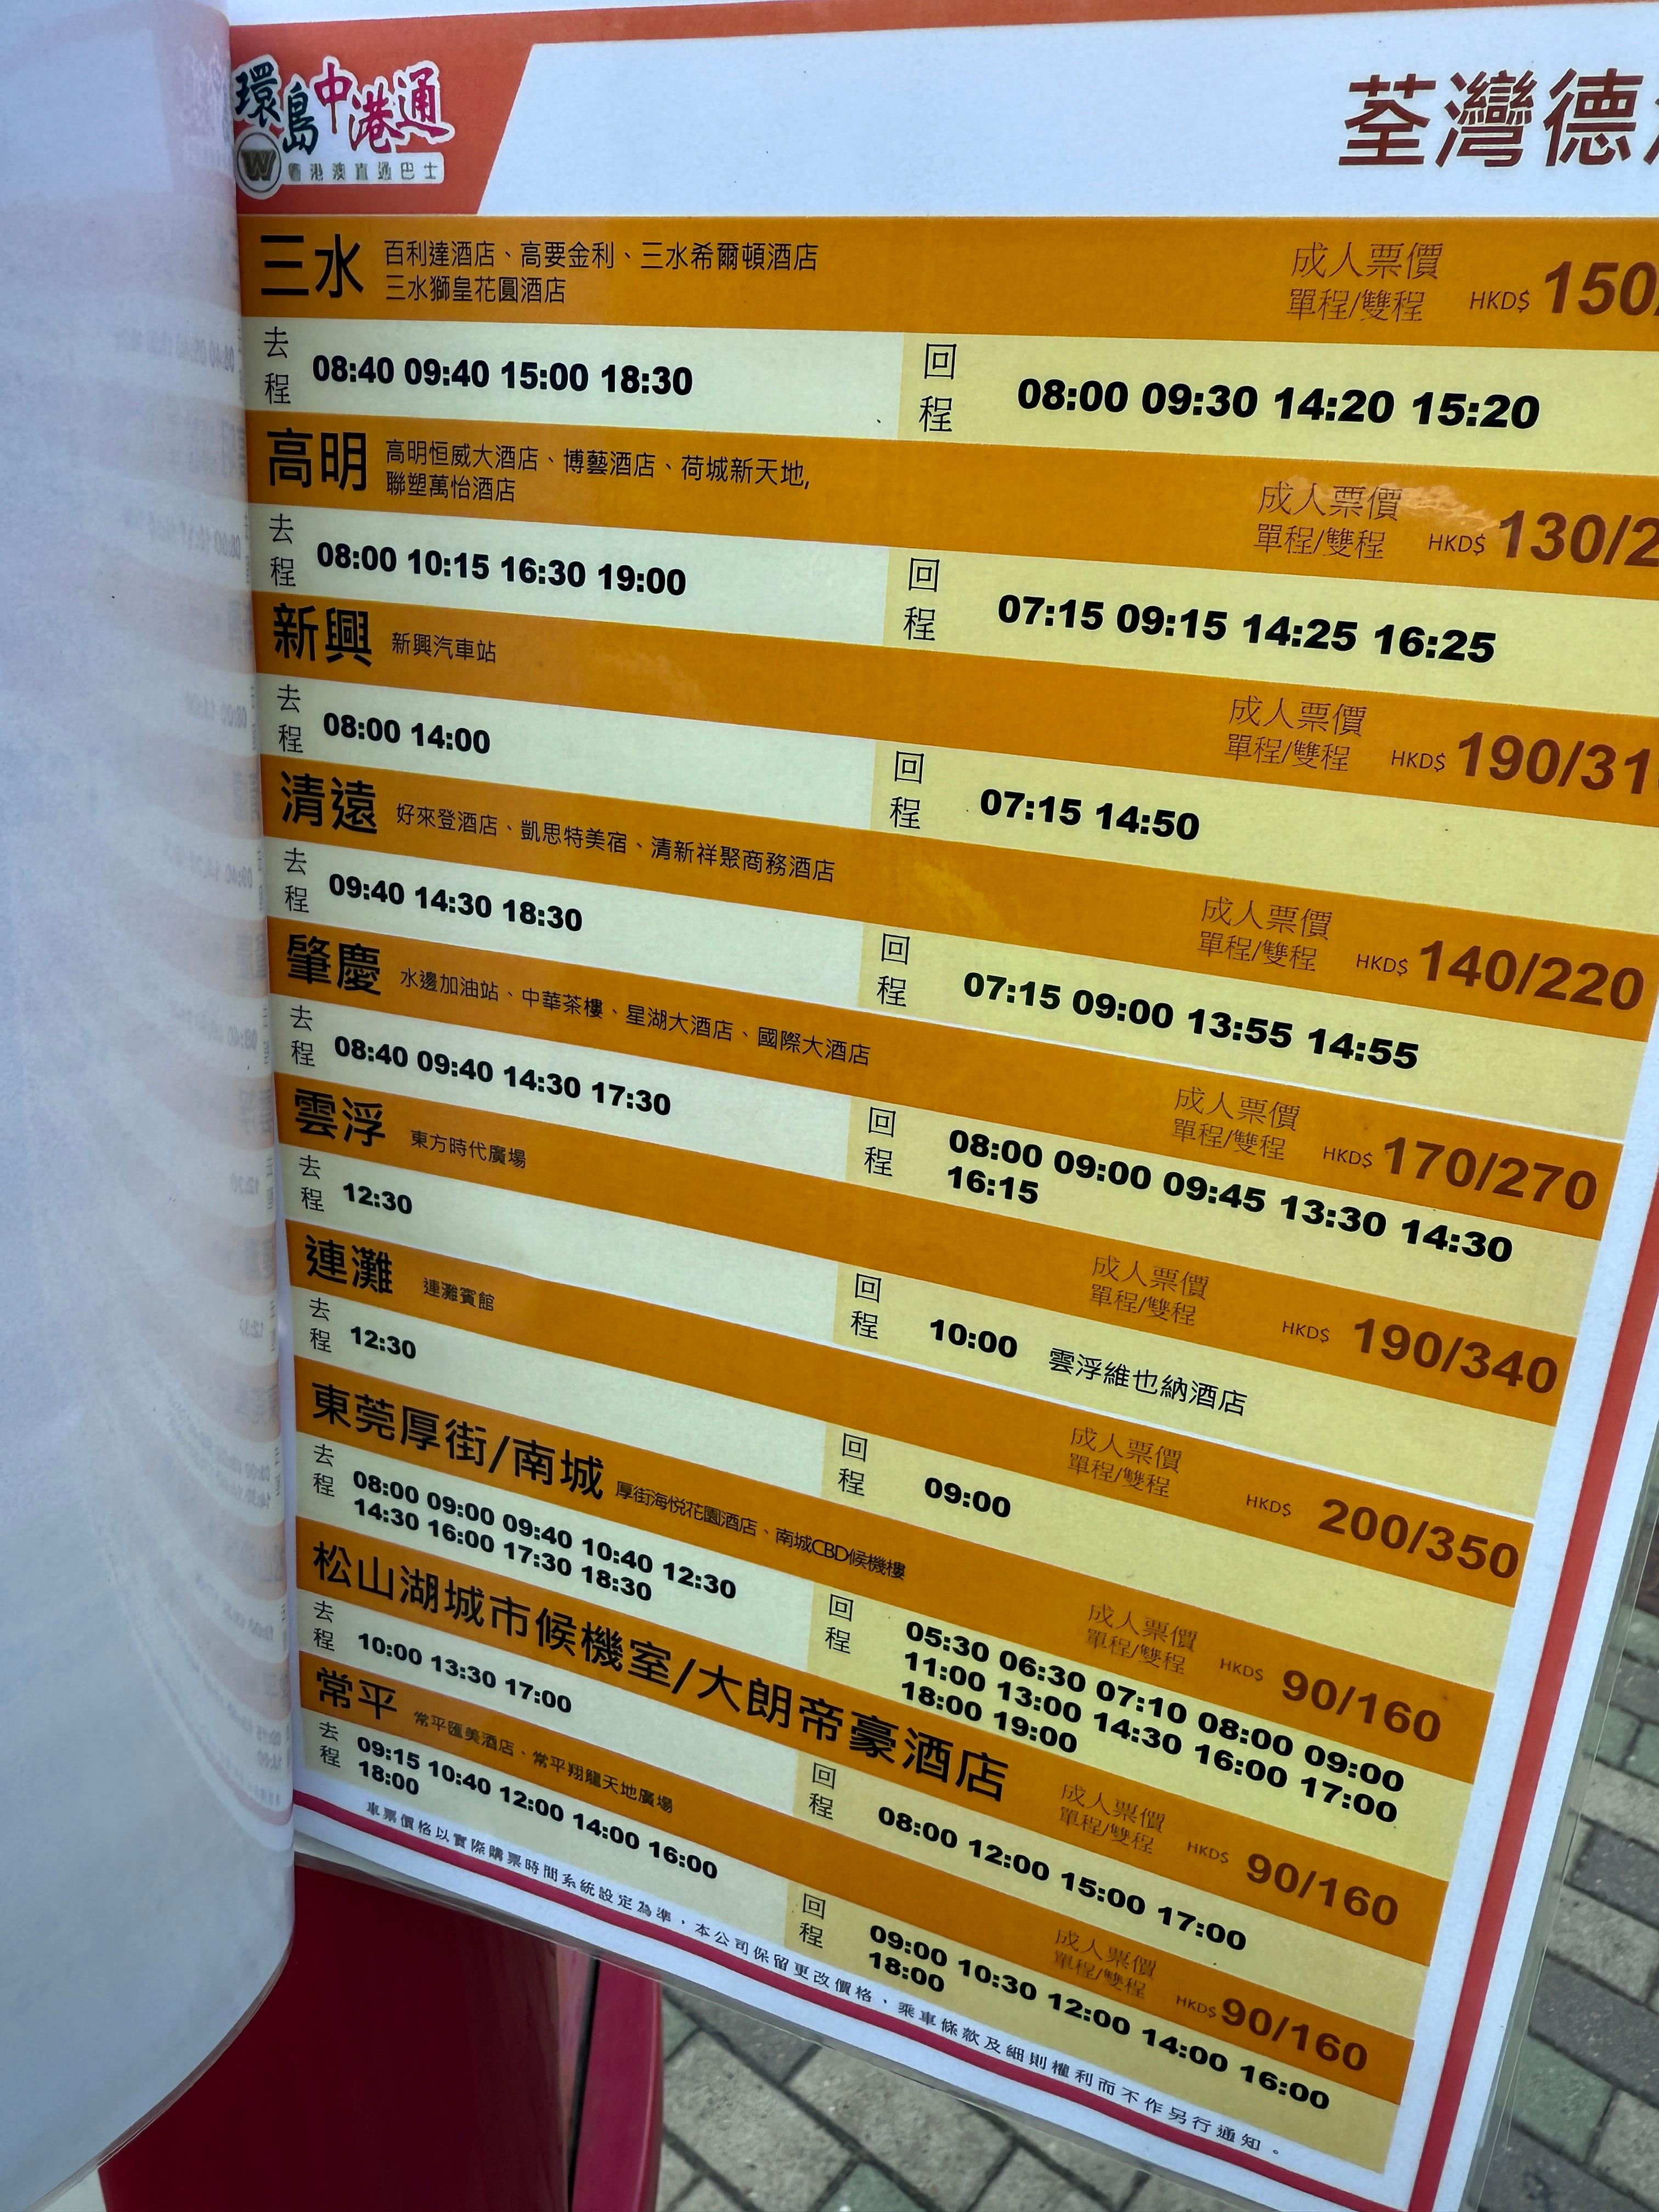 環島中港通
粵港澳直通巴士
荃灣德
三水 百利達酒店、高要金利、三水希爾頓酒店
三水獅皇花園酒店
成人票價
單程/雙程 HKD$ 150/
去程 08:40 09:40 15:00 18:30
回程 08:00 09:30 14:20 15:20
高明 高明恒威大酒店、博藝酒店、荷城新天地,
聯塑萬怡酒店
成人票價
單程/雙程 HKD$ 130/2
去程 08:00 10:15 16:30 19:00
回程 07:15 09:15 14:25 16:25
新興 新興汽車站
成人票價
單程/雙程 HKD$ 190/31
去程 08:00 14:00
回程 07:15 14:50
清遠 好來登酒店、凱思特美宿、清新祥聚商務酒店
成人票價
單程/雙程 HKD$ 140/220
去程 09:40 14:30 18:30
回程 07:15 09:00 13:55 14:55
肇慶 水邊加油站、中華茶樓、星湖大酒店、國際大酒店
成人票價
單程/雙程 HKD$ 170/270
去程 08:40 09:40 14:30 17:30
回程 08:00 09:00 09:45 13:30 14:30
16:15
雲浮 東方時代廣場
成人票價
單程/雙程 HKD$ 190/340
去程 12:30
回程 10:00 雲浮維也納酒店
連灘 連灘賓館
成人票價
單程/雙程 HKD$ 200/350
去程 12:30
回程 09:00
東莞厚街/南城 厚街海悅花園酒店、南城CBD候機樓
成人票價
單程/雙程 HKD$ 90/160
去程 08:00 09:00 09:40 10:40 12:30
14:30 16:00 17:30 18:30
回程 05:30 06:30 07:10 08:00 09:00
11:00 13:00 14:30 16:00 17:00
18:00 19:00
松山湖城市候機室/大朗帝豪酒店
成人票價
單程/雙程 HKD$ 90/160
去程 10:00 13:30 17:00
回程 08:00 12:00 15:00 17:00
常平 常平匯美酒店、常平翔龍天地廣場
成人票價
單程/雙程 HKD$ 90/160
去程 09:15 10:40 12:00 14:00 16:00
18:00
回程 09:00 10:30 12:00 14:00 16:00
18:00
車票價格以實際購票時間系統設定為準，本公司保留更改價格，乘車條款及細則權利而不作另行通知。